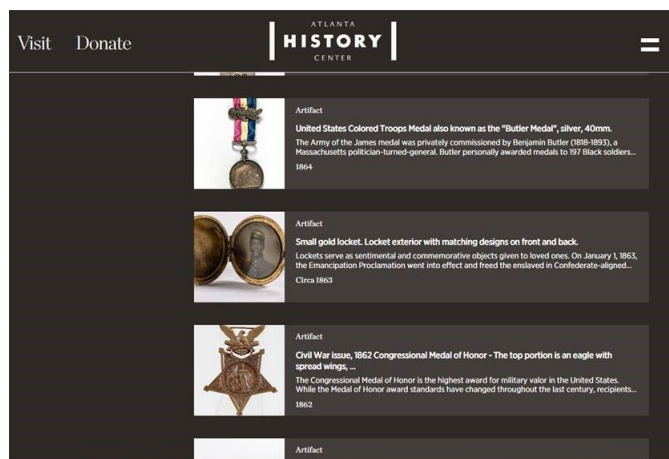 Visit
Donate
ATLANTA
HISTORY
CENTER
Artifact
United States Colored Troops Medal also known as the "Butler Medal", silver, 40mm.
The Army of the James medal was privately commissioned by Benjamin Butler (1818-1893), a
Massachusetts politician-turned-general. Butler personally awarded medals to 197 Black soldiers...
1864
Artifact
Small gold locket. Locket exterior with matching designs on front and back.
Lockets serve as sentimental and commemorative objects given to loved ones. On January 1, 1863,
the Emancipation Proclamation went into effect and freed the enslaved in Confederate-aligned...
Circa 1863
Artifact
Civil War issue, 1862 Congressional Medal of Honor - The top portion is an eagle with
spread wings, ...
The Congressional Medal of Honor is the highest award for military valor in the United States.
While the Medal of Honor award standards have changed throughout the last century, recipients...
1862
Artifact